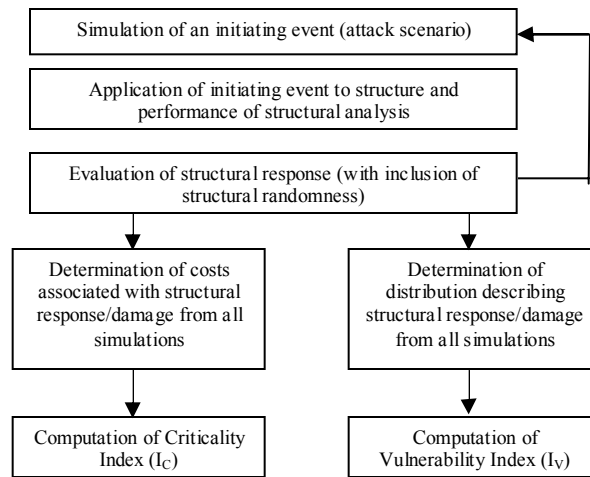 Simulation of an initiating event (attack scenario)
Application of initiating event to structure and
performance of structural analysis
Evaluation of structural response (with inclusion of
structural randomness)
Determination of costs
associated with structural
response/damage from all
simulations
Determination of
distribution describing
structural response/damage
from all simulations
Computation of Criticality
Index (I_C)
Computation of
Vulnerability Index (I_V)